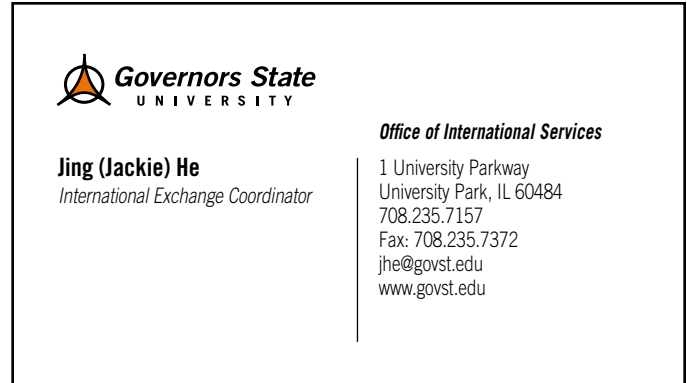 Governors State
UNIVERSITY
Jing (Jackie) He
International Exchange Coordinator
Office of International Services
1 University Parkway
University Park, IL 60484
708.235.7157
Fax: 708.235.7372
jhe@govst.edu
www.govst.edu